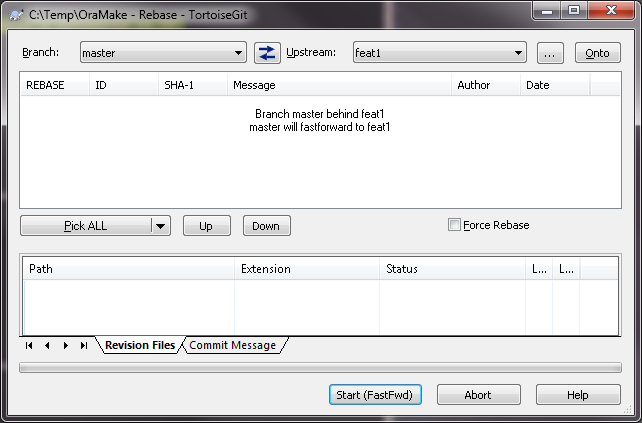 C:\Temp\OraMake - Rebase - TortoiseGit
Branch: master Upstream: feat1 ... Onto
REBASE ID SHA-1 Message Author Date
Branch master behind feat1
master will fastforward to feat1
Pick ALL Up Down Force Rebase
Path Extension Status L... L...
Revision Files Commit Message
Start (FastFwd) Abort Help